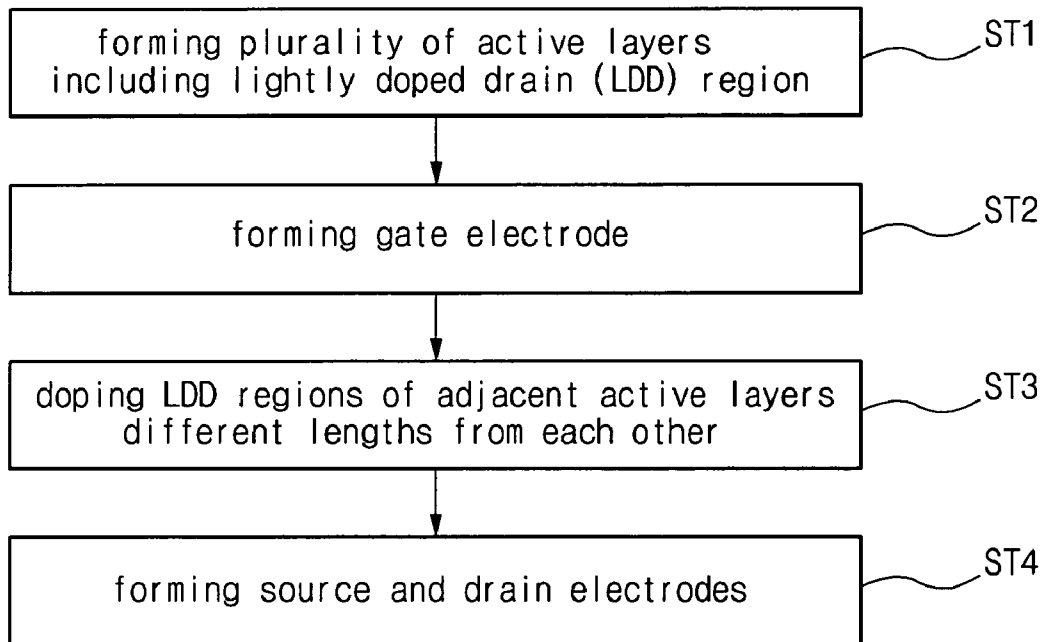 forming plurality of active layers
including lightly doped drain (LDD) region
ST1
forming gate electrode
ST2
doping LDD regions of adjacent active layers
different lengths from each other
ST3
forming source and drain electrodes
ST4